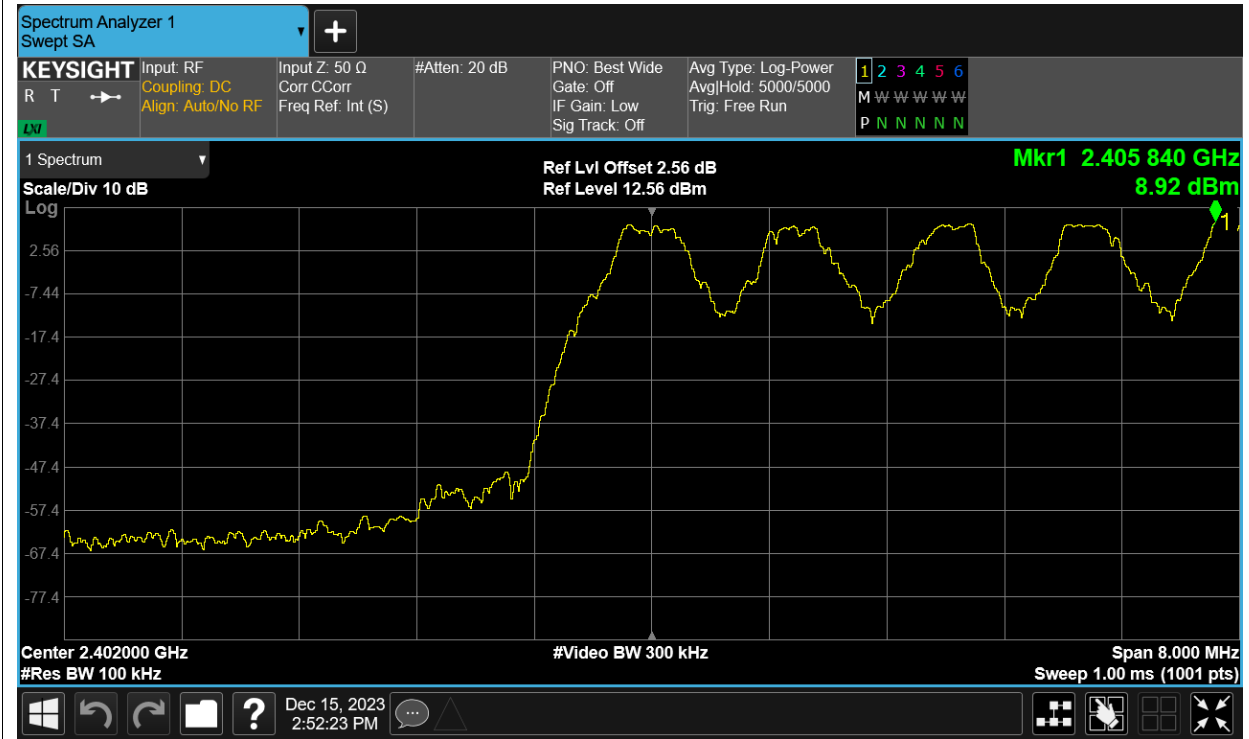 Spectrum Analyzer 1
Swept SA
▼
+
KEYSIGHT
R T
LXI
Input: RF
Coupling: DC
Align: Auto/No RF
Input Z: 50 Ω
Corr CCorr
Freq Ref: Int (S)
#Atten: 20 dB
PNO: Best Wide
Gate: Off
IF Gain: Low
Sig Track: Off
Avg Type: Log-Power
Avg|Hold: 5000/5000
Trig: Free Run
1 2 3 4 5 6
M W W W W W W
P N N N N N N
1 Spectrum ▼
Scale/Div 10 dB
Log
Ref Lvl Offset 2.56 dB
Ref Level 12.56 dBm
Mkr1 2.405 840 GHz
8.92 dBm
1
2.56
-7.44
-17.4
-27.4
-37.4
-47.4
-57.4
-67.4
-77.4
Center 2.402000 GHz
#Video BW 300 kHz
Span 8.000 MHz
#Res BW 100 kHz
Sweep 1.00 ms (1001 pts)
?
Dec 15, 2023
2:52:23 PM